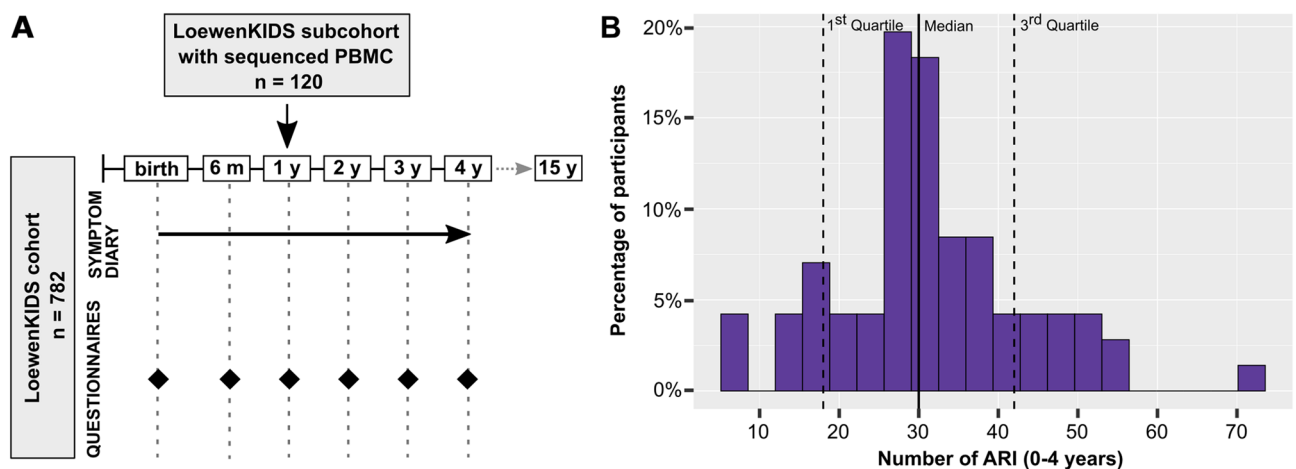 A
LoewenKIDS subcohort
with sequenced PBMC
n = 120
birth
6 m
1 y
2 y
3 y
4 y
15 y
LoewenKIDS cohort
n = 782
SYMPTOM
DIARY
QUESTIONNAIRES
B
1st Quartile
Median
3rd Quartile
Percentage of participants
20%
15%
10%
5%
0%
10
20
30
40
50
60
70
Number of ARI (0-4 years)